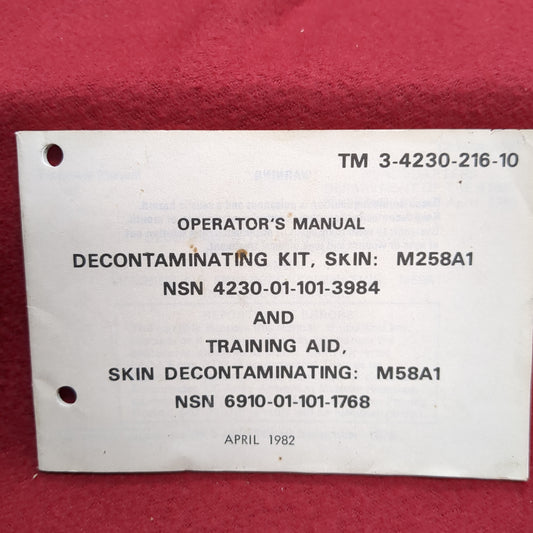 TM 3-4230-216-10
OPERATOR'S MANUAL
DECONTAMINATING KIT, SKIN: M258A1
NSN 4230-01-101-3984
AND
TRAINING AID,
SKIN DECONTAMINATING: M58A1
NSN 6910-01-101-1768
APRIL 1982